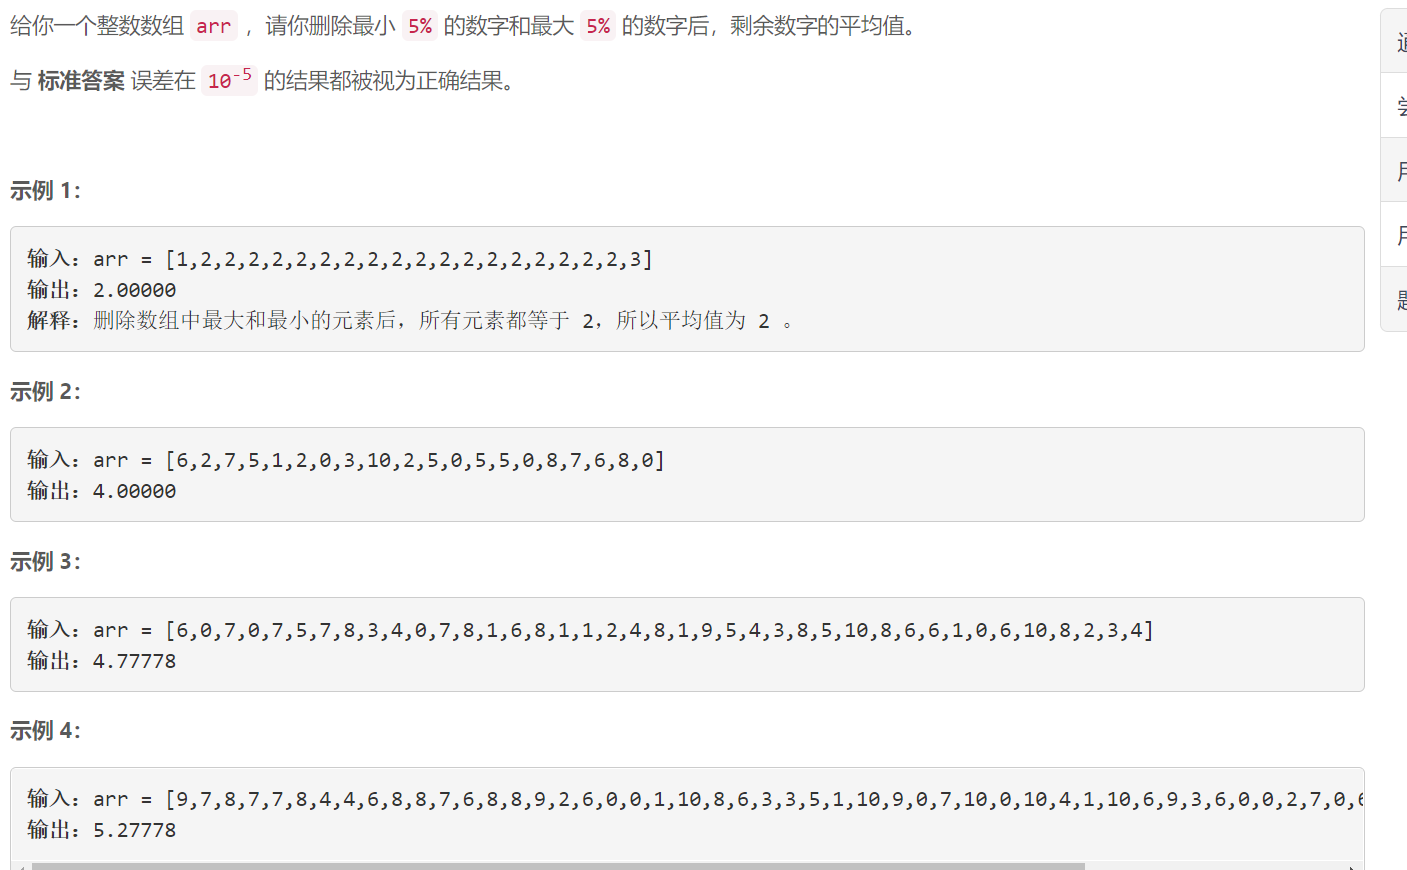 给你一个整数数组 arr ，请你删除最小 5% 的数字和最大 5% 的数字后，剩余数字的平均值。
与 标准答案 误差在 10⁻⁵ 的结果都被视为正确结果。
示例 1：
输入：arr = [1,2,2,2,2,2,2,2,2,2,2,2,2,2,2,2,2,2,2,3]
输出：2.00000
解释：删除数组中最大和最小的元素后，所有元素都等于 2，所以平均值为 2 。
示例 2：
输入：arr = [6,2,7,5,1,2,0,3,10,2,5,0,5,5,0,8,7,6,8,0]
输出：4.00000
示例 3：
输入：arr = [6,0,7,0,7,5,7,8,3,4,0,7,8,1,6,8,1,1,2,4,8,1,9,5,4,3,8,5,10,8,6,6,1,0,6,10,8,2,3,4]
输出：4.77778
示例 4：
输入：arr = [9,7,8,7,7,8,4,4,6,8,8,7,6,8,8,9,2,6,0,0,1,10,8,6,3,3,5,1,10,9,0,7,10,0,10,4,1,10,6,9,3,6,0,0,2,7,0,6
输出：5.27778